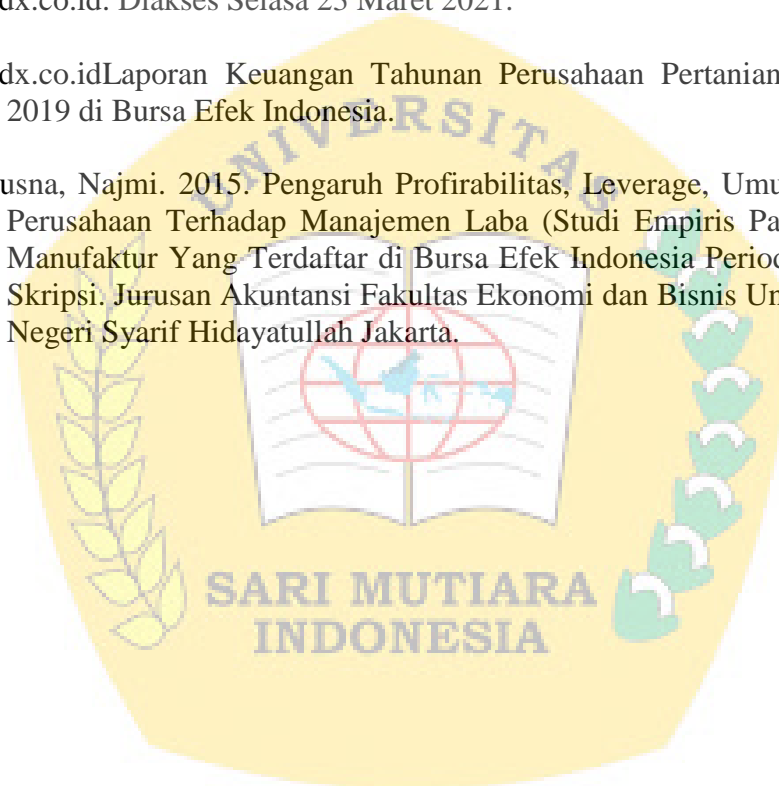 dx.co.id. Diakses Selasa 23 Maret 2021.
dx.co.idLaporan Keuangan Tahunan Perusahaan Pertanian
2019 di Bursa Efek Indonesia.
usna, Najmi. 2015. Pengaruh Profirabilitas, Leverage, Umu
Perusahaan Terhadap Manajemen Laba (Studi Empiris Pa
Manufaktur Yang Terdaftar di Bursa Efek Indonesia Period
Skripsi. Jurusan Akuntansi Fakultas Ekonomi dan Bisnis Un
Negeri Syarif Hidayatullah Jakarta.
UNIVERSITAS
SARI MUTIARA
INDONESIA